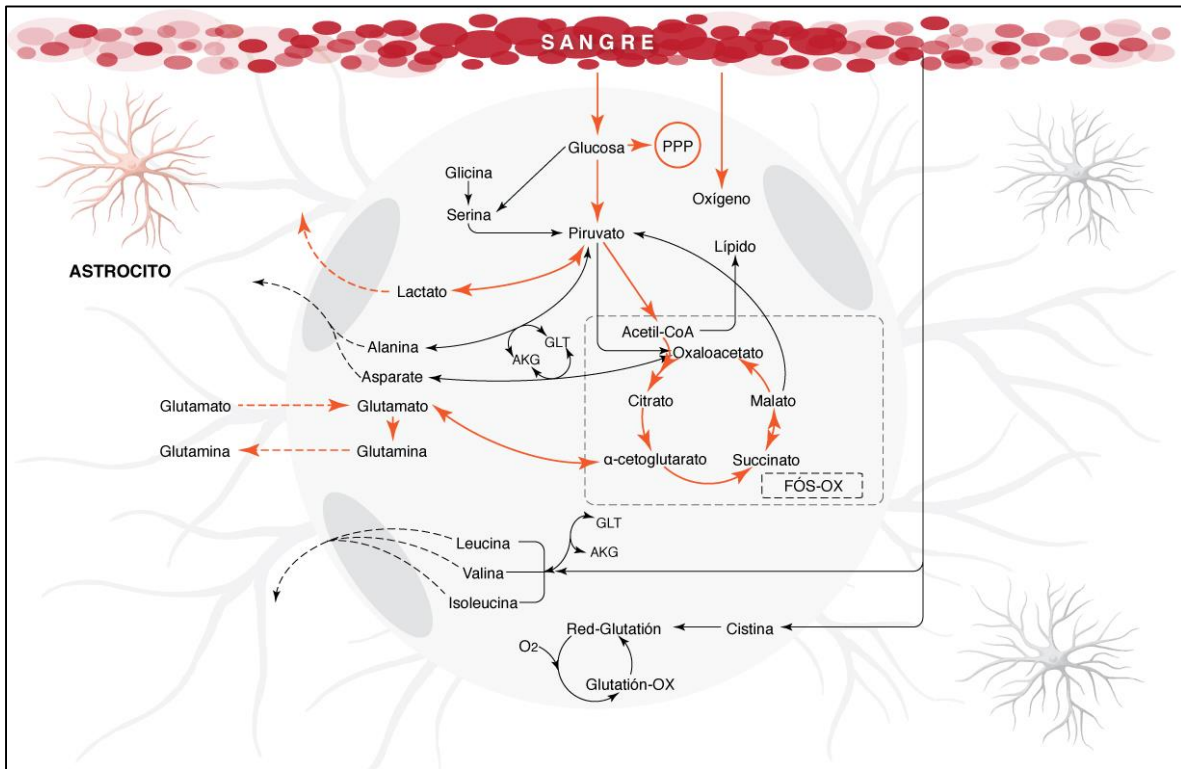 SANGRE
Glucosa
PPP
Glicina
Oxígeno
Serina
Piruvato
Lípido
ASTROCITO
Lactato
Acetil-CoA
GLT
Alanina
Oxaloacetato
AKG
Asparate
Glutamato
Glutamato
Citrato
Malato
Glutamina
Glutamina
α-cetoglutarato
Succinato
FÓS-OX
GLT
Leucina
AKG
Valina
Isoleucina
Red-Glutatión
Cistina
O2
Glutatión-OX